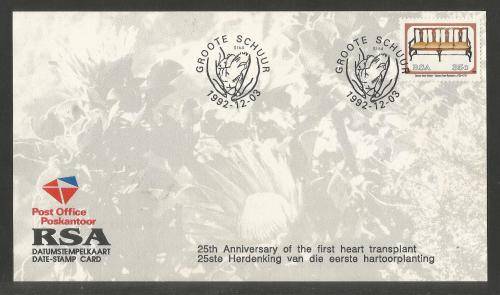 GROOTE SCHUUR
1992-12-03
GROOTE SCHUUR
1992-12-03
RSA 35c
Post Office
Poskantoor
RSA
DATUMSTEMPELKAART
DATE-STAMP CARD
25th Anniversary of the first heart transplant
25ste Herdenking van die eerste hartoorplanting